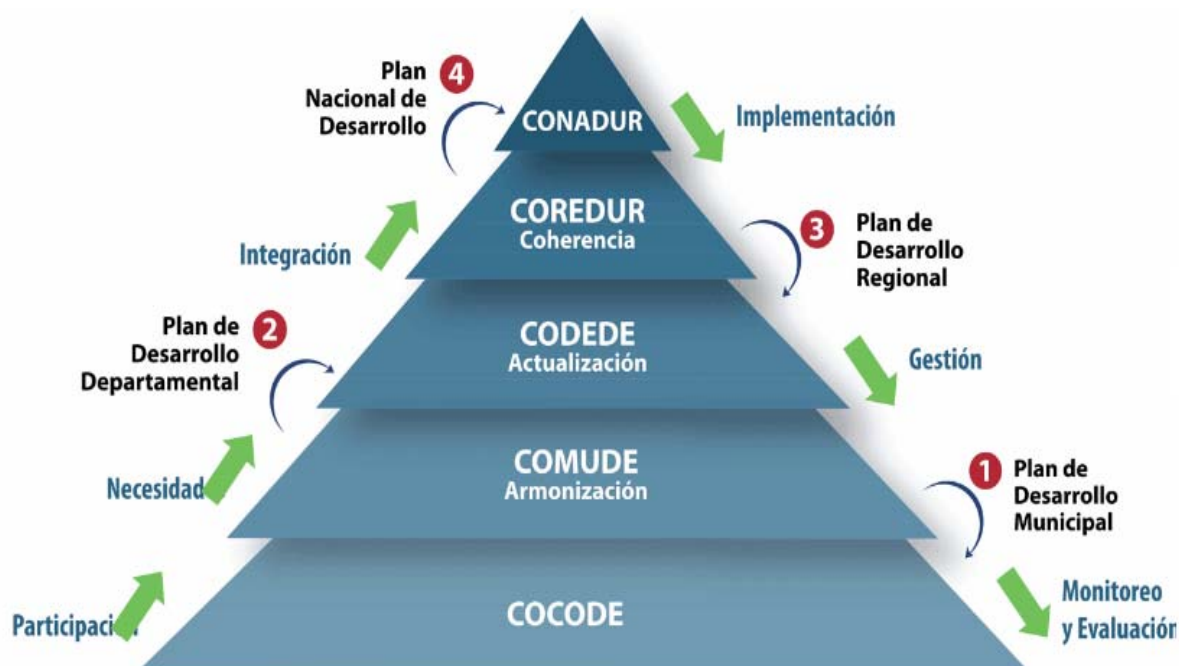 Plan
Nacional de
Desarrollo
4
CONADUR
Implementación
COREDUR
Coherencia
3
Plan de
Desarrollo
Regional
Integración
Plan de
Desarrollo
Departamental
2
CODEDE
Actualización
Gestión
COMUDE
Armonización
1
Plan de
Desarrollo
Municipal
Necesidad
COCODE
Participación
Monitoreo
y Evaluación